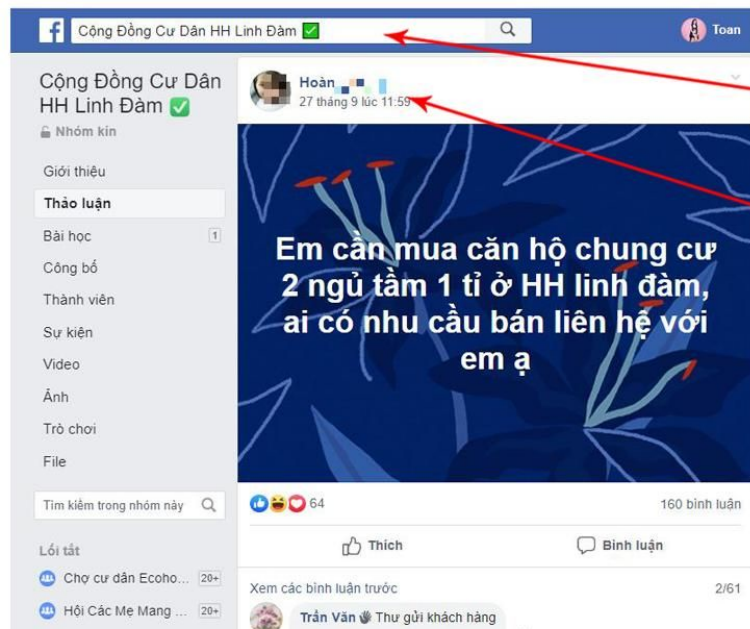 Cộng Đồng Cư Dân HH Linh Đàm ✅
Toan
Cộng Đồng Cư Dân
HH Linh Đàm ✅
Nhóm kín
Giới thiệu
Thảo luận
Bài học 1
Công bố
Thành viên
Sự kiện
Video
Ảnh
Trò chơi
File
Tìm kiếm trong nhóm này
Lối tắt
Chợ cư dân Ecoho... 20+
Hội Các Mẹ Mang ... 20+
Hoàn
27 tháng 9 lúc 11:59
Em cần mua căn hộ chung cư
2 ngủ tầm 1 tỉ ở HH linh đàm,
ai có nhu cầu bán liên hệ với
em ạ
64
160 bình luận
Thích
Bình luận
Xem các bình luận trước
2/61
Trần Văn Thư gửi khách hàng